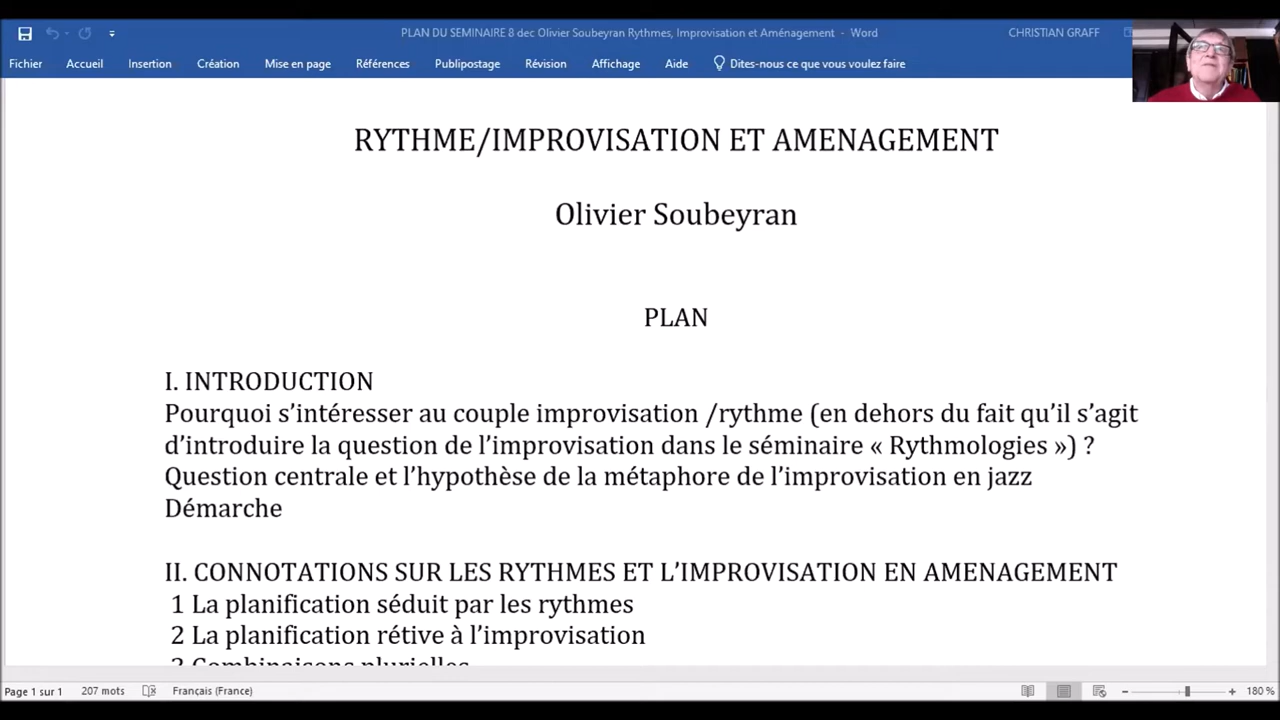 PLAN DU SEMINAIRE 8 dec Olivier Soubeyran Rythmes, Improvisation et Aménagement - Word
CHRISTIAN GRAFF
Fichier Accueil Insertion Création Mise en page Références Publipostage Révision Affichage Aide Dites-nous ce que vous voulez faire
RYTHME/IMPROVISATION ET AMENAGEMENT
Olivier Soubeyran
PLAN
I. INTRODUCTION
Pourquoi s’intéresser au couple improvisation /rythme (en dehors du fait qu’il s’agit
d’introduire la question de l’improvisation dans le séminaire « Rythmologies ») ?
Question centrale et l’hypothèse de la métaphore de l’improvisation en jazz
Démarche
II. CONNOTATIONS SUR LES RYTHMES ET L’IMPROVISATION EN AMENAGEMENT
1 La planification séduit par les rythmes
2 La planification rétive à l’improvisation
3 Combinaisons plurielles
Page 1 sur 1 207 mots Français (France) 180 %